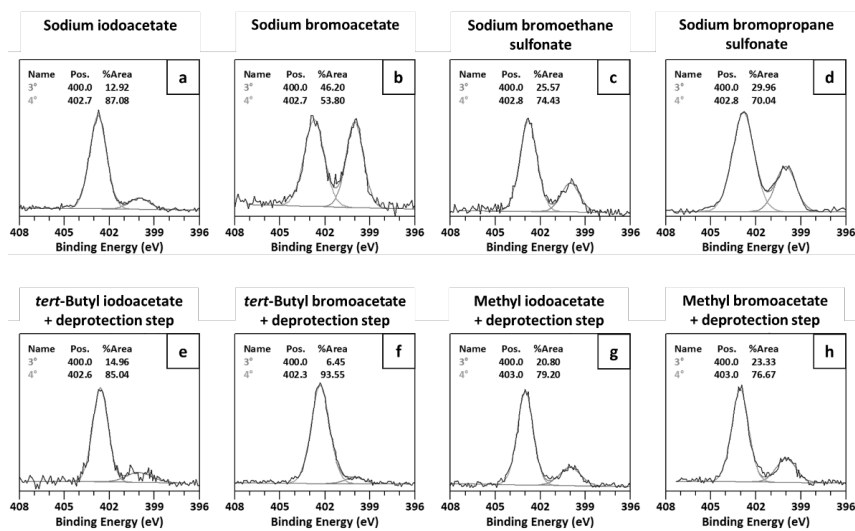 Sodium iodoacetate
Name Pos. %Area
3° 400.0 12.92
4° 402.7 87.08
a
408 405 402 399 396
Binding Energy (eV)
Sodium bromoacetate
Name Pos. %Area
3° 400.0 46.20
4° 402.7 53.80
b
408 405 402 399 396
Binding Energy (eV)
Sodium bromoethane
sulfonate
Name Pos. %Area
3° 400.0 25.57
4° 402.8 74.43
c
408 405 402 399 396
Binding Energy (eV)
Sodium bromopropane
sulfonate
Name Pos. %Area
3° 400.0 29.96
4° 402.8 70.04
d
408 405 402 399 396
Binding Energy (eV)
tert-Butyl iodoacetate
+ deprotection step
Name Pos. %Area
3° 400.0 14.96
4° 402.6 85.04
e
408 405 402 399 396
Binding Energy (eV)
tert-Butyl bromoacetate
+ deprotection step
Name Pos. %Area
3° 400.0 6.45
4° 402.3 93.55
f
408 405 402 399 396
Binding Energy (eV)
Methyl iodoacetate
+ deprotection step
Name Pos. %Area
3° 400.0 20.80
4° 403.0 79.20
g
408 405 402 399 396
Binding Energy (eV)
Methyl bromoacetate
+ deprotection step
Name Pos. %Area
3° 400.0 23.33
4° 403.0 76.67
h
408 405 402 399 396
Binding Energy (eV)